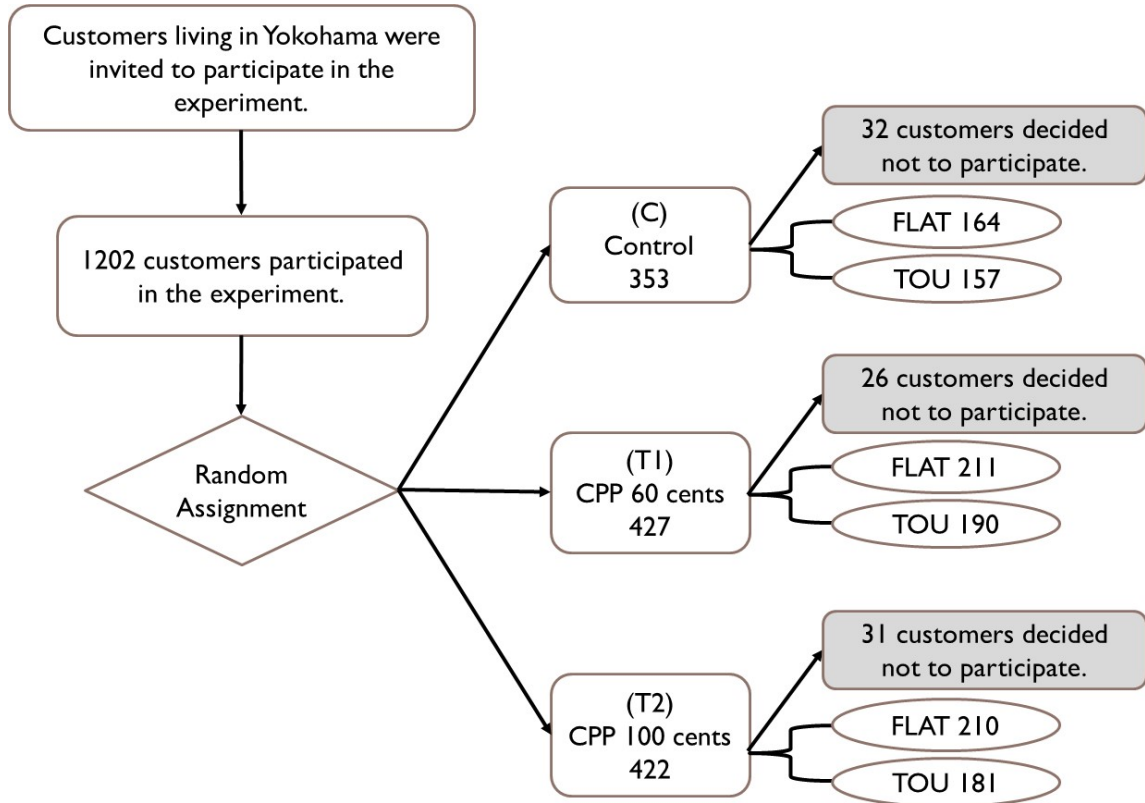 Customers living in Yokohama were
invited to participate in the
experiment.
1202 customers participated
in the experiment.
Random
Assignment
(C)
Control
353
32 customers decided
not to participate.
FLAT 164
TOU 157
(T1)
CPP 60 cents
427
26 customers decided
not to participate.
FLAT 211
TOU 190
(T2)
CPP 100 cents
422
31 customers decided
not to participate.
FLAT 210
TOU 181